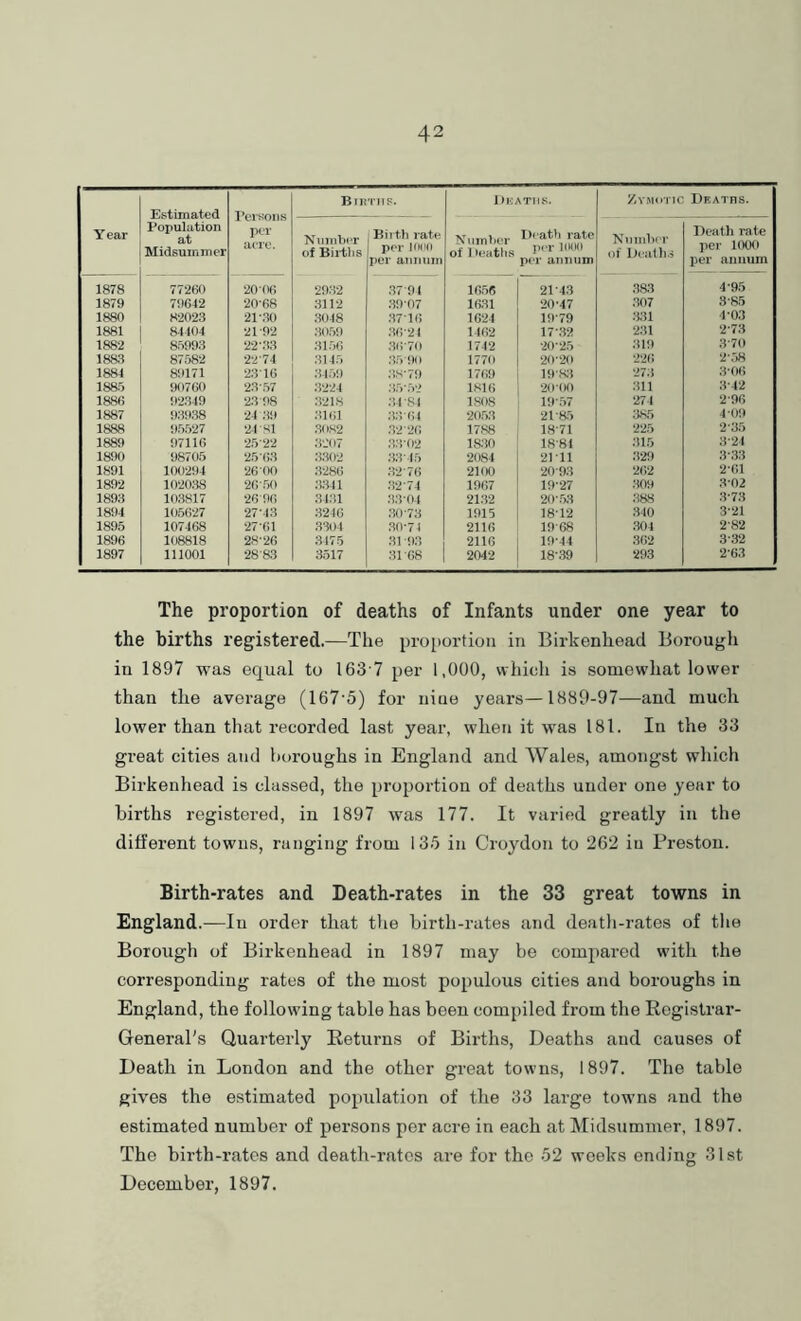 42
Year Estimated Population at Midsummer Persons per acre. Births. Deaths. Zymotic Deaths.
Number of Births Birth rate per 1000 per annum Number of Deaths Death rate per 1000 per annum Number of Deaths Death rate per 1000 per annum
1878 77260 20·06 2932 37·94 1656 21·43 383 4·95
1879 79642 20·68 3112 39·07 1631 20·47 307 3·85
1880 82023 21·30 3048 37·16 1624 19·79 331 4·03
1881 84404 21·92 3059 36·24 1462 17·32 231 2·73
1882 85993 22·33 3156 36·70 1742 20·25 319 3·70
1883 87582 22·74 3145 35·90 1770 20·20 226 2·58
1884 89171 23·16 3459 38·79 1769 19·83 273 3·06
1885 90760 23·57 3224 35·52 1816 20·00 311 3·42
1886 92349 23·98 3218 34·84 1808 19·57 274 2·96
1887 93938 24·39 3161 33·64 2053 21·85 385 4·09
1888 95527 24·81 3082 32·26 1788 18·71 225 2·35
1889 97116 25·22 3207 33·02 1830 18·84 315 3·24
1890 98705 25·63 3302 33·45 2084 21·11 329 3·33
1891 100294 26·00 3286 32·76 2100 20·93 262 2·61
1892 102038 26·50 3341 32·74 1967 19·27 309 3·02
1893 103817 26·96 3431 33·04 2132 20·53 388 3·73
1894 105627 27·43 3246 30·73 1915 18·12 340 3·21
1895 107468 27·61 3304 30·74 2116 19·68 304 2·82
1896 108818 28·26 3475 31·93 2116 19·44 362 3·32
1897 111001 28·83 3517 31·68 2042 18·39 293 2·63
The proportion of deaths of Infants under one year to
the births registered.—The proportion in Birkenhead Borough
in 1897 was equal to 163·7 per 1,000, which is somewhat lower
than the average (167·5) for nine years—1889-97—and much
lower than that recorded last year, when it was 181. In the 33
great cities and boroughs in England and Wales, amongst which
Birkenhead is classed, the proportion of deaths under one year to
births registered, in 1897 was 177. It varied greatly in the
different towns, ranging from 135 in Croydon to 262 in Preston.
Birth-rates and Death-rates in the 33 great towns in
England.—In order that the birth-rates and death-rates of the
Borough of Birkenhead in 1897 may be compared with the
corresponding rates of the most populous cities and boroughs in
England, the following table has been compiled from the Registrar-
General's Quarterly Returns of Births, Deaths and causes of
Death in London and the other great towns, 1897. The table
gives the estimated population of the 33 large towns and the
estimated number of persons per acre in each at Midsummer, 1897.
The birth-rates and death-rates are for the 52 weeks ending 31st
December, 1897.